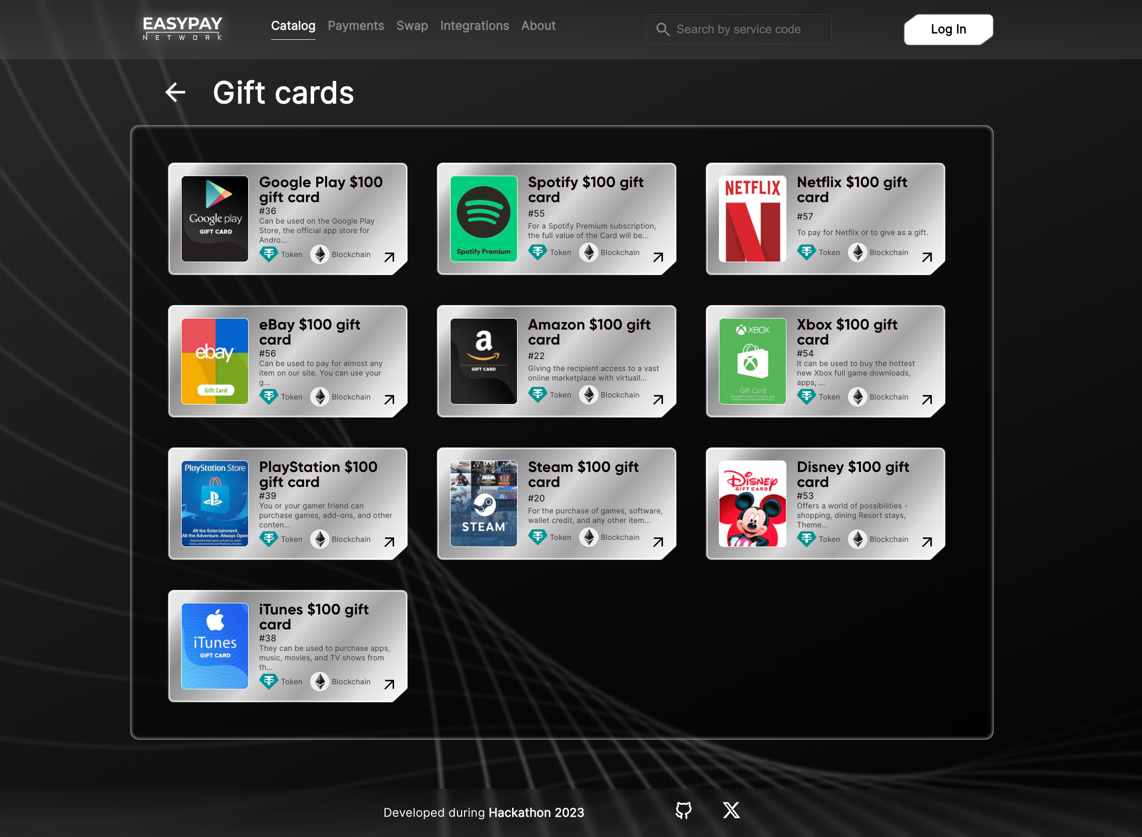 EASYPAY
NETWORK
Catalog
Payments
Swap
Integrations
About
Search by service code
Log In
Gift cards
Google play
GIFT CARD
Google Play $100
gift card
#36
Can be used on the Google Play
Store, the official app store for
Andro...
Token
Blockchain
Spotify Premium
Spotify $100 gift
card
#55
For a Spotify Premium subscription,
the full value of the Card will be...
Token
Blockchain
NETFLIX
Netflix $100 gift
card
#57
To pay for Netflix or to give as a gift.
Token
Blockchain
ebay
Gift Card
eBay $100 gift
card
#56
Can be used to pay for almost any
item on our site. You can use your
g...
Token
Blockchain
a
GIFT CARD
Amazon $100 gift
card
#22
Giving the recipient access to a vast
online marketplace with virtuall...
Token
Blockchain
XBOX
Gift Card
Xbox $100 gift
card
#54
It can be used to buy the hottest
new Xbox full game downloads,
apps, ...
Token
Blockchain
PlayStation Store
All the Entertainment.
All the Adventure. Always Open
PlayStation $100
gift card
#39
You or your gamer friend can
purchase games, add-ons, and other
conten...
Token
Blockchain
STEAM
Steam $100 gift
card
#20
For the purchase of games, software,
wallet credit, and any other item...
Token
Blockchain
Disney
GIFT CARD
Disney $100 gift
card
#53
Offers a world of possibilities -
shopping, dining Resort stays,
Theme...
Token
Blockchain
iTunes
GIFT CARD
iTunes $100 gift
card
#38
They can be used to purchase apps,
music, movies, and TV shows from
th...
Token
Blockchain
Developed during Hackathon 2023